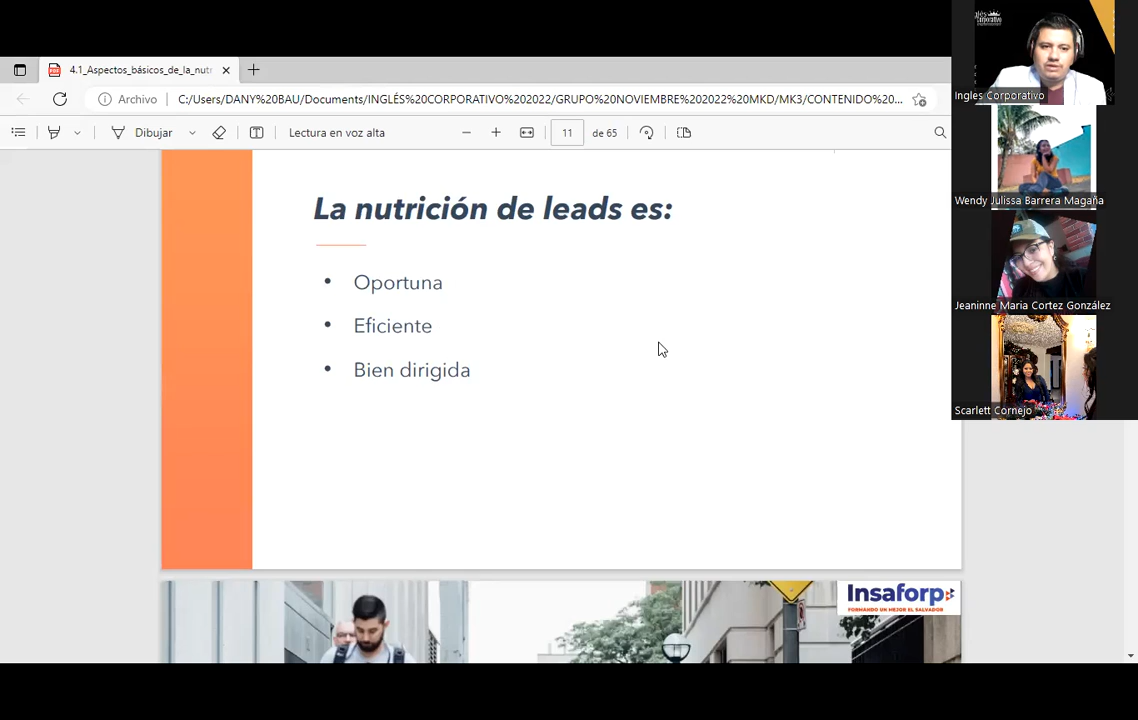 4.1_Aspectos_básicos_de_la_nutr
Archivo
C:/Users/DANY%20BAU/Documents/INGLÉS%20CORPORATIVO%202022/GRUPO%20NOVIEMBRE%202022%20MKD/MK3/CONTENIDO%20...
Dibujar
Lectura en voz alta
11
de 65
La nutrición de leads es:
• Oportuna
• Eficiente
• Bien dirigida
Insaforp
FORMANDO UN MEJOR EL SALVADOR
Ingles Corporativo
Wendy Julissa Barrera Magaña
Jeaninne Maria Cortez González
Scarlett Cornejo